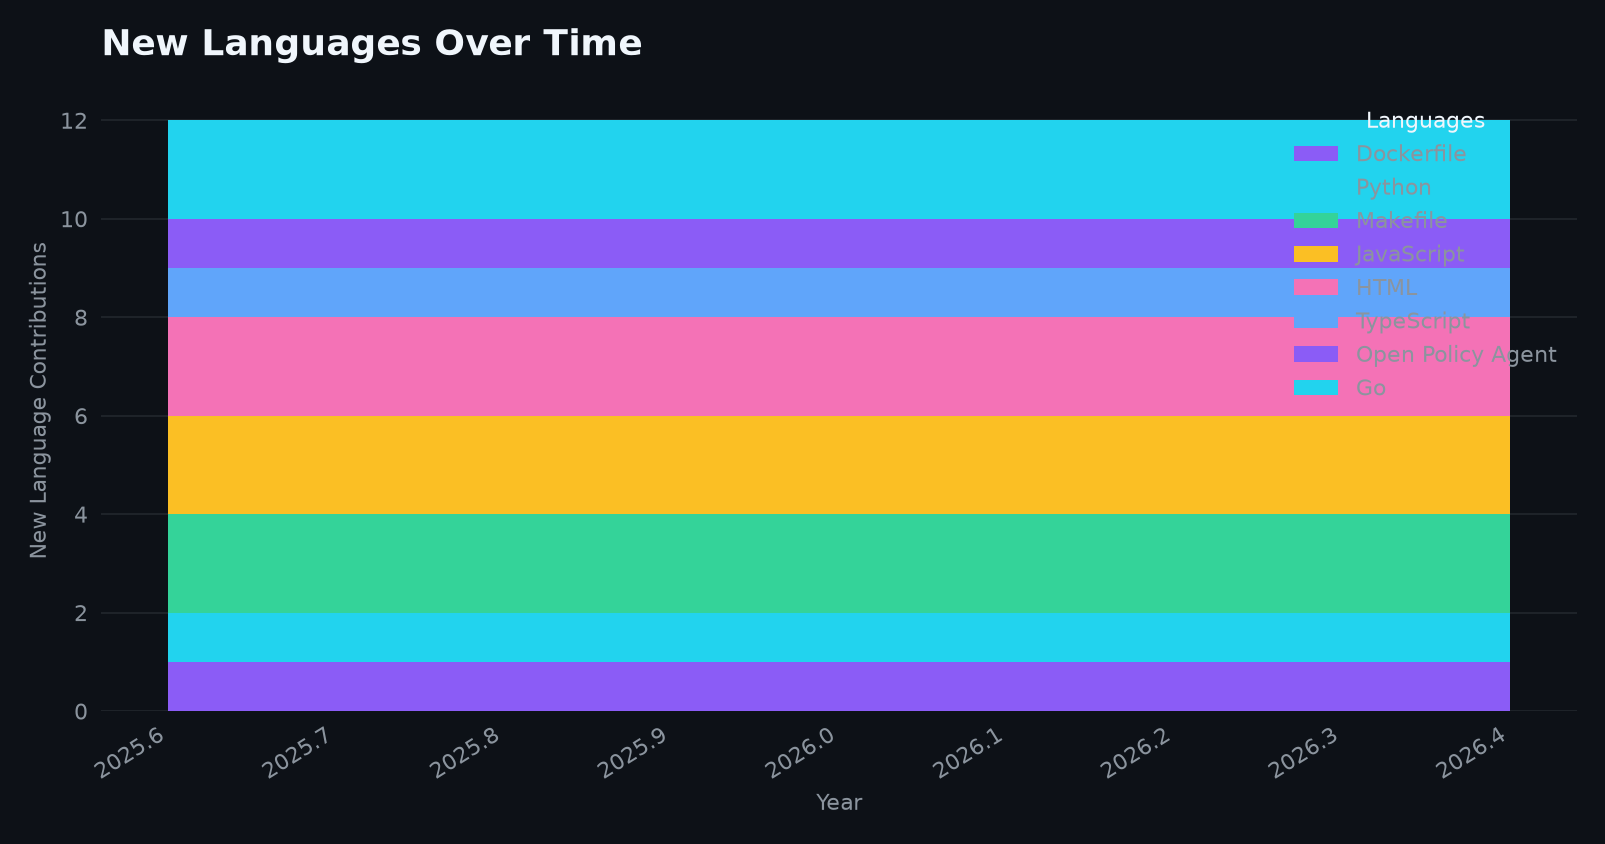 New Languages Over Time
Languages
Dockerfile
Python
Makefile
JavaScript
HTML
TypeScript
Open Policy Agent
Go
New Language Contributions
12
10
8
6
4
2
0
2025.6
2025.7
2025.8
2025.9
2026.0
2026.1
2026.2
2026.3
2026.4
Year